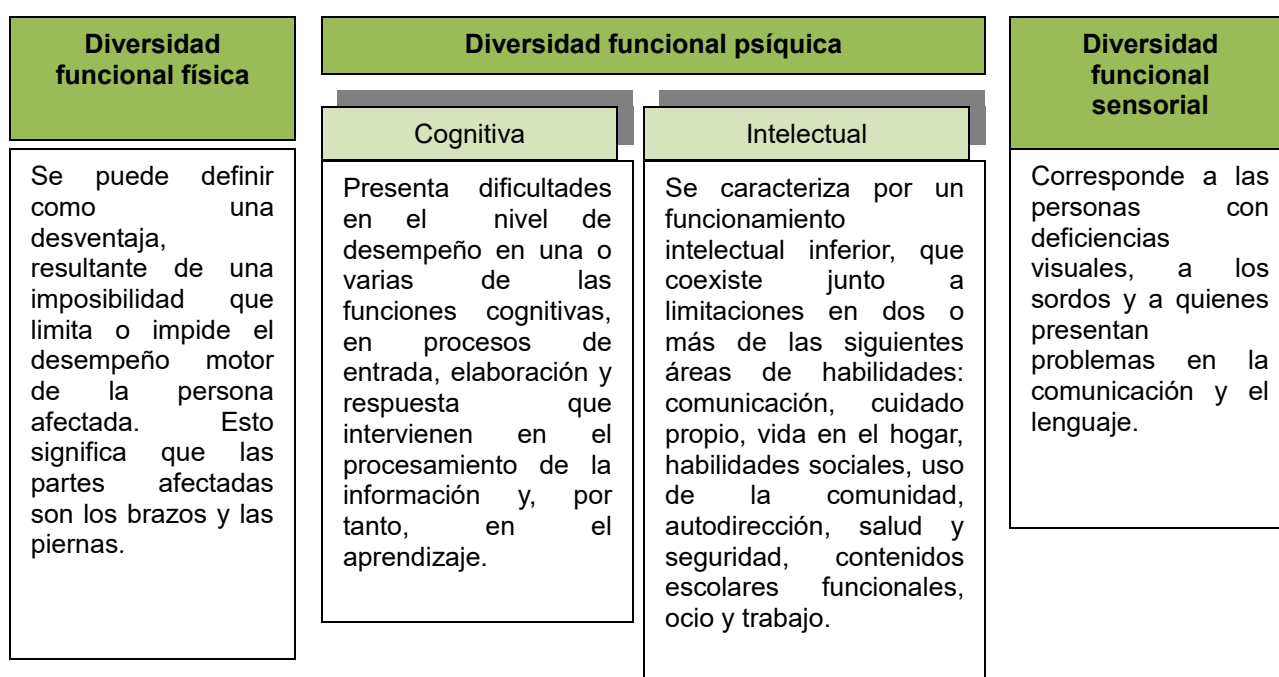 Diversidad
funcional física
Se puede definir
como una
desventaja,
resultante de una
imposibilidad que
limita o impide el
desempeño motor
de la persona
afectada. Esto
significa que las
partes afectadas
son los brazos y las
piernas.
Diversidad funcional psíquica
Cognitiva
Presenta dificultades
en el nivel de
desempeño en una o
varias de las
funciones cognitivas,
en procesos de
entrada, elaboración y
respuesta que
intervienen en el
procesamiento de la
información y, por
tanto, en el
aprendizaje.
Intelectual
Se caracteriza por un
funcionamiento
intelectual inferior, que
coexiste junto a
limitaciones en dos o
más de las siguientes
áreas de habilidades:
comunicación, cuidado
propio, vida en el hogar,
habilidades sociales, uso
de la comunidad,
autodirección, salud y
seguridad, contenidos
escolares funcionales,
ocio y trabajo.
Diversidad
funcional
sensorial
Corresponde a las
personas con
deficiencias
visuales, a los
sordos y a quienes
presentan
problemas en la
comunicación y el
lenguaje.